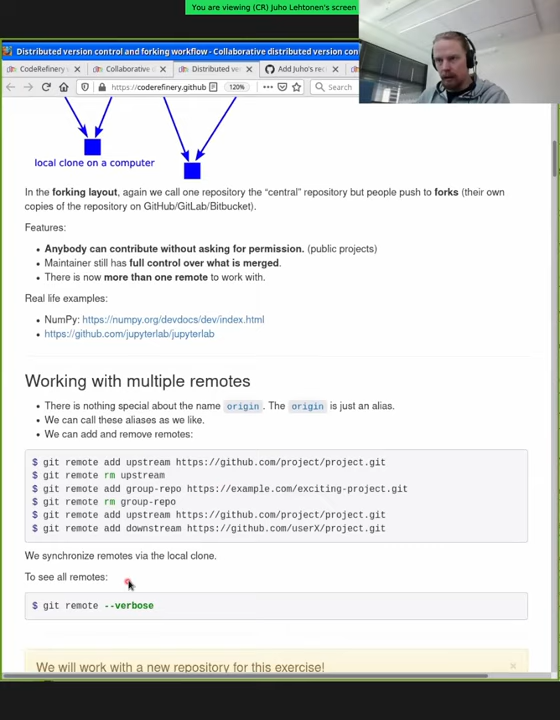 You are viewing (CR) Juho Lehtonen's screen
Distributed version control and forking workflow - Collaborative distributed version con
CodeRefinery
Collaborative
Distributed ve
Add Juho's re
https://coderefinery.github
120%
Search
local clone on a computer
In the forking layout, again we call one repository the “central” repository but people push to forks (their own
copies of the repository on GitHub/GitLab/Bitbucket).
Features:
Anybody can contribute without asking for permission. (public projects)
Maintainer still has full control over what is merged.
There is now more than one remote to work with.
Real life examples:
NumPy: https://numpy.org/devdocs/dev/index.html
https://github.com/jupyterlab/jupyterlab
Working with multiple remotes
There is nothing special about the name origin. The origin is just an alias.
We can call these aliases as we like.
We can add and remove remotes:
$ git remote add upstream https://github.com/project/project.git
$ git remote rm upstream
$ git remote add group-repo https://example.com/exciting-project.git
$ git remote rm group-repo
$ git remote add upstream https://github.com/project/project.git
$ git remote add downstream https://github.com/userX/project.git
We synchronize remotes via the local clone.
To see all remotes:
$ git remote --verbose
We will work with a new repository for this exercise!